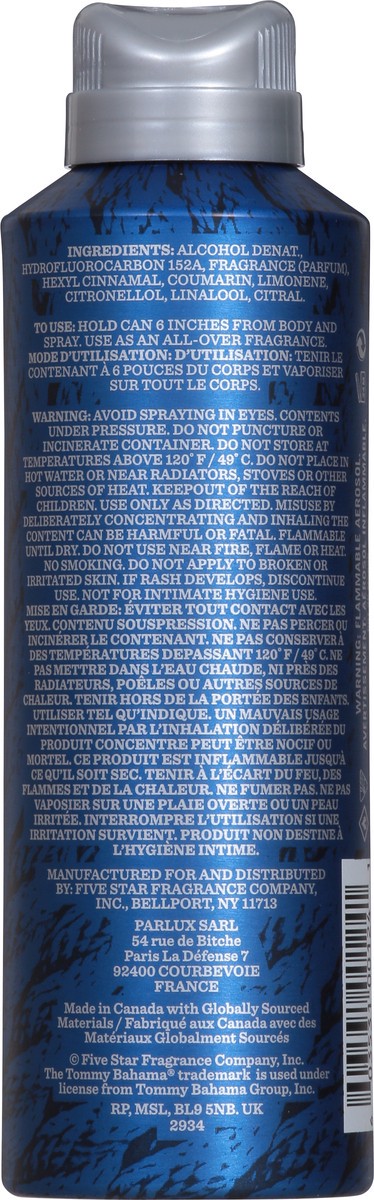 INGREDIENTS: ALCOHOL DENAT.,
HYDROFLUOROCARBON 152A, FRAGRANCE (PARFUM),
HEXYL CINNAMAL, COUMARIN, LIMONENE,
CITRONELLOL, LINALOOL, CITRAL.
TO USE: HOLD CAN 6 INCHES FROM BODY AND
SPRAY. USE AS AN ALL-OVER FRAGRANCE.
MODE D'UTILISATION: D'UTILISATION: TENIR LE
CONTENANT À 6 POUCES DU CORPS ET VAPORISER
SUR TOUT LE CORPS.
WARNING: AVOID SPRAYING IN EYES. CONTENTS
UNDER PRESSURE. DO NOT PUNCTURE OR
INCINERATE CONTAINER. DO NOT STORE AT
TEMPERATURES ABOVE 120°F / 49°C. DO NOT PLACE IN
HOT WATER OR NEAR RADIATORS, STOVES OR OTHER
SOURCES OF HEAT. KEEPOUT OF THE REACH OF
CHILDREN. USE ONLY AS DIRECTED. MISUSE BY
DELIBERATELY CONCENTRATING AND INHALING THE
CONTENT CAN BE HARMFUL OR FATAL. FLAMMABLE
UNTIL DRY. DO NOT USE NEAR FIRE, FLAME OR HEAT.
NO SMOKING. DO NOT APPLY TO BROKEN OR
IRRITATED SKIN. IF RASH DEVELOPS, DISCONTINUE
USE. NOT FOR INTIMATE HYGIENE USE.
MISE EN GARDE: ÉVITER TOUT CONTACT AVEC LES
YEUX. CONTENU SOUSPRESSION. NE PAS PERCER OU
INCINÉRER LE CONTENANT. NE PAS CONSERVER À
DES TEMPÉRATURES DEPASSANT 120°F / 49°C. NE
PAS METTRE DANS L'EAU CHAUDE, NI PRÈS DES
RADIATEURS, POÊLES OU AUTRES SOURCES DE
CHALEUR. TENIR HORS DE LA PORTÉE DES ENFANTS.
UTILISER TEL QU'INDIQUE. UN MAUVAIS USAGE
INTENTIONNEL PAR L'INHALATION DÉLIBÉRÉE DU
PRODUIT CONCENTRE PEUT ÊTRE NOCIF OU
MORTEL. CE PRODUIT EST INFLAMMABLE JUSQU'À
CE QU'IL SOIT SEC. TENIR À L'ÉCART DU FEU, DES
FLAMMES ET DE LA CHALEUR. NE FUMER PAS. NE PAS
VAPOSIER SUR UNE PLAIE OVERTE OU UN PEAU
IRRITÉE. INTERROMPRE L'UTILISATION SI UNE
IRRITATION SURVIENT. PRODUIT NON DESTINE À
L'HYGIÈNE INTIME.
MANUFACTURED FOR AND DISTRIBUTED
BY: FIVE STAR FRAGRANCE COMPANY,
INC., BELLPORT, NY 11713
PARLUX SARL
54 rue de Bitche
Paris La Défense 7
92400 COURBEVOIE
FRANCE
Made in Canada with Globally Sourced
Materials / Fabriqué aux Canada avec des
Matériaux Globalment Sourcés
© Five Star Fragrance Company, Inc.
The Tommy Bahama® trademark is used under
license from Tommy Bahama Group, Inc.
RP, MSL, BL9 5NB. UK
2934
WARNING: FLAMMABLE AEROSOL.
AVERTISSEMENT: AEROSOL INFLAMMABLE